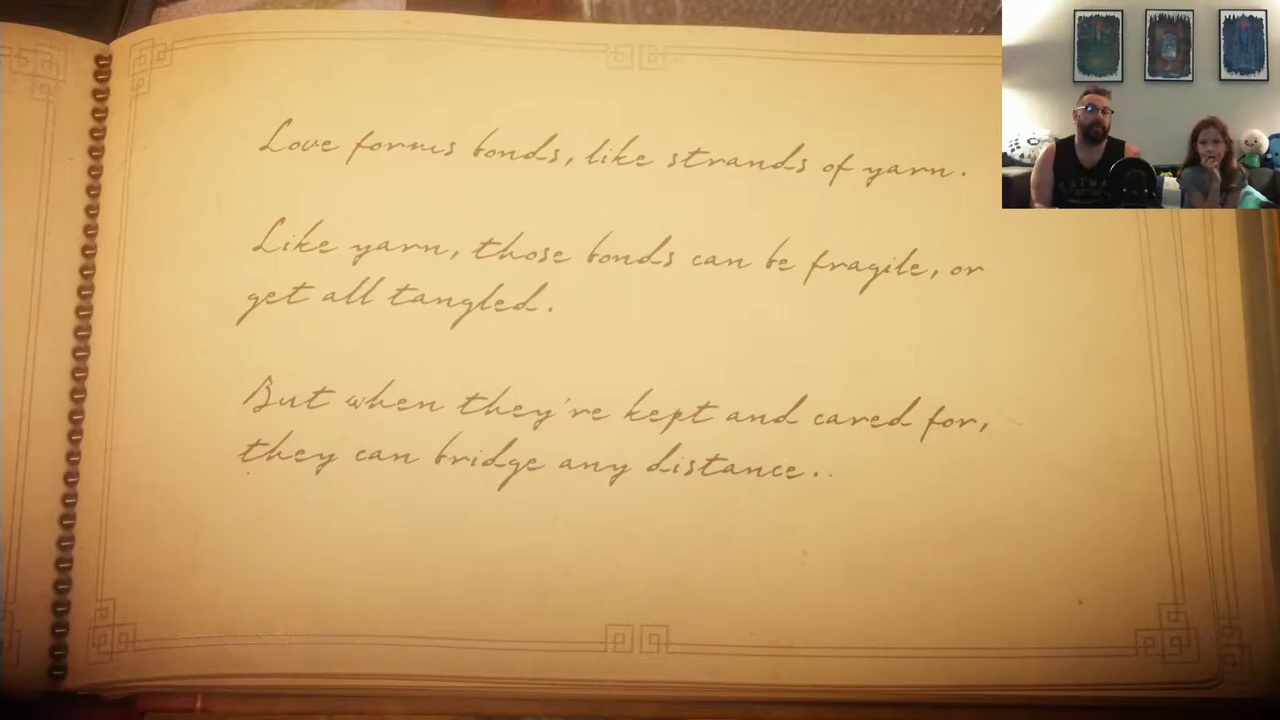 Love forms bonds, like strands of yarn.
Like yarn, those bonds can be fragile, or
get all tangled.
But when they're kept and cared for,
they can bridge any distance..